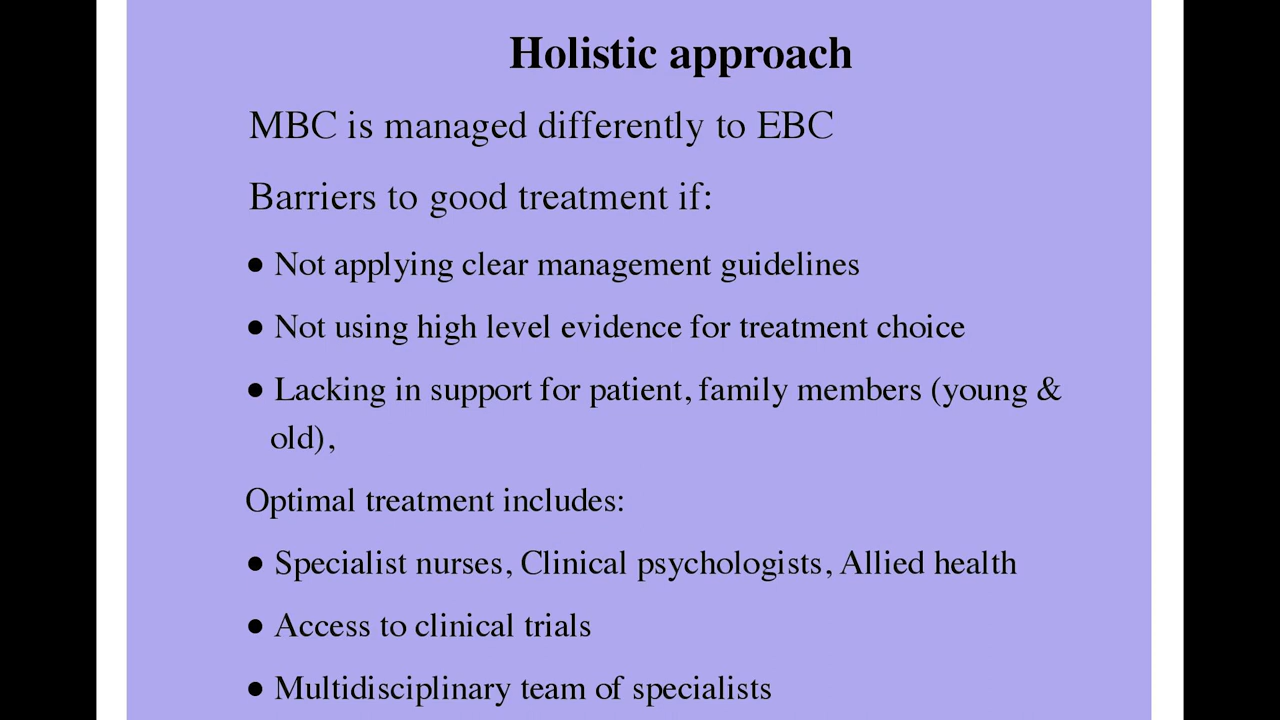 Holistic approach
MBC is managed differently to EBC
Barriers to good treatment if:
● Not applying clear management guidelines
● Not using high level evidence for treatment choice
● Lacking in support for patient, family members (young &
old),
Optimal treatment includes:
● Specialist nurses, Clinical psychologists, Allied health
● Access to clinical trials
● Multidisciplinary team of specialists